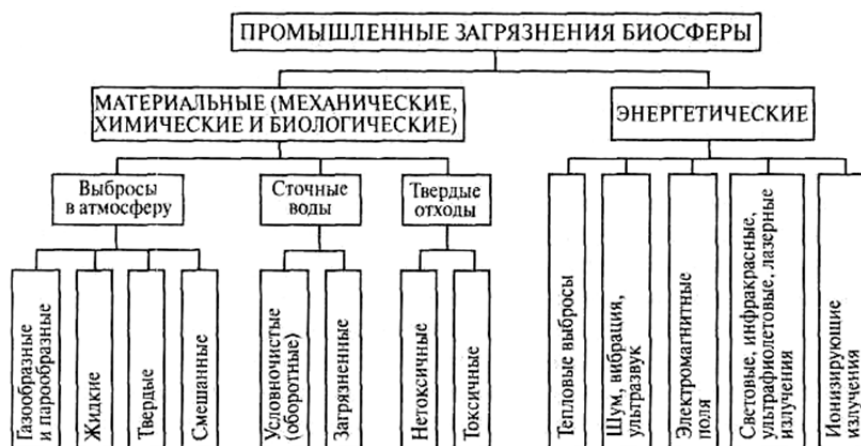 ПРОМЫШЛЕННЫЕ ЗАГРЯЗНЕНИЯ БИОСФЕРЫ
МАТЕРИАЛЬНЫЕ (МЕХАНИЧЕСКИЕ,
ХИМИЧЕСКИЕ И БИОЛОГИЧЕСКИЕ)
ЭНЕРГЕТИЧЕСКИЕ
Выбросы
в атмосферу
Сточные
воды
Твердые
отходы
Газообразные
и парообразные
Жидкие
Твердые
Смешанные
Условночистые
(оборотные)
Загрязненные
Нетоксичные
Токсичные
Тепловые выбросы
Шум, вибрация,
ультразвук
Электромагнитные
поля
Световые, инфракрасные,
ультрафиолетовые, лазерные
излучения
Ионизирующие
излучения